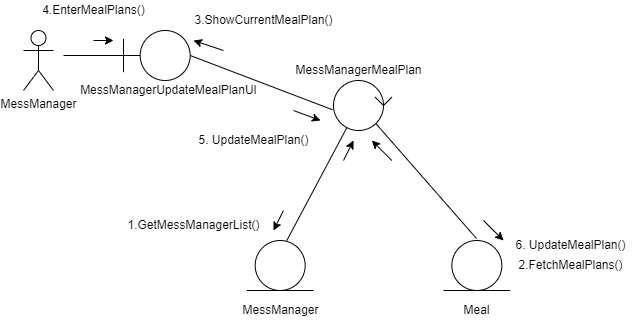 4.EnterMealPlans()
3.ShowCurrentMealPlan()
MessManagerMealPlan
MessManagerUpdateMealPlanUI
MessManager
5. UpdateMealPlan()
1.GetMessManagerList()
6. UpdateMealPlan()
2.FetchMealPlans()
MessManager
Meal